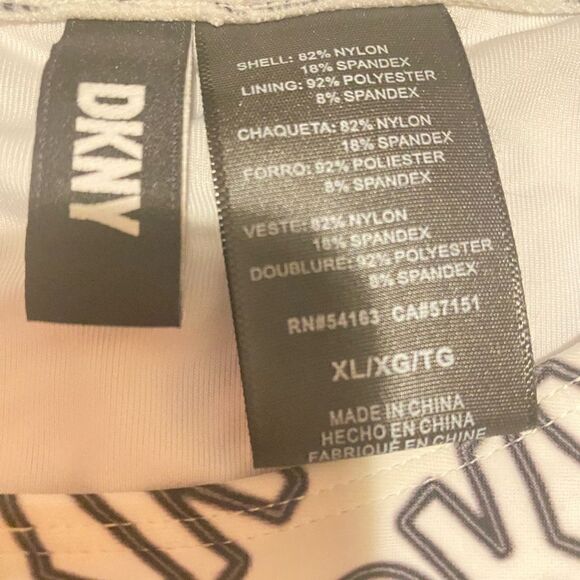 DKNY
SHELL: 82% NYLON
18% SPANDEX
LINING: 92% POLYESTER
8% SPANDEX
CHAQUETA: 82% NYLON
18% SPANDEX
FORRO: 92% POLIESTER
8% SPANDEX
VESTE: 82% NYLON
18% SPANDEX
DOUBLURE: 92% POLYESTER
8% SPANDEX
RN#54163 CA#57151
XL/XG/TG
MADE IN CHINA
HECHO EN CHINA
FABRIQUÉ EN CHINE